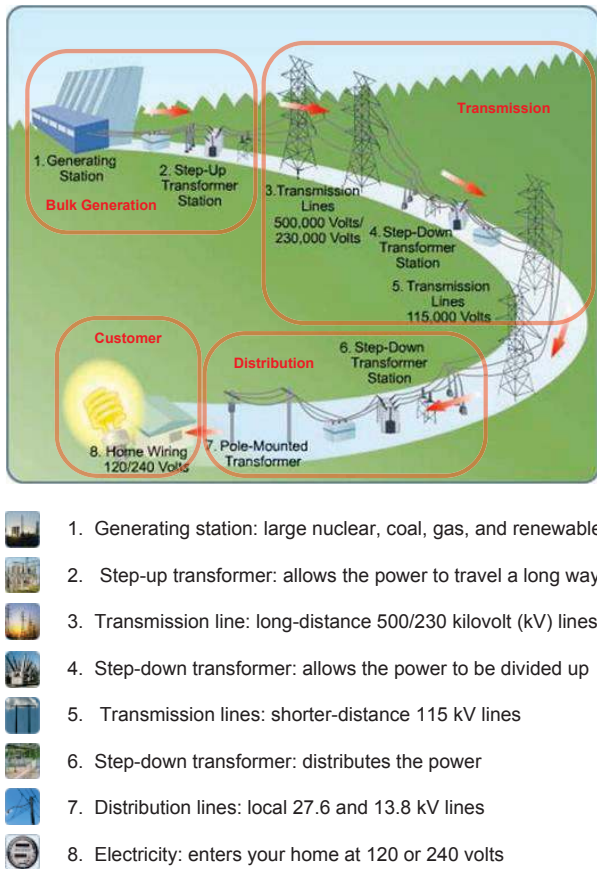 Transmission
1. Generating
Station
2. Step-Up
Transformer
Station
Bulk Generation
3.Transmission
Lines
500,000 Volts/
230,000 Volts
4. Step-Down
Transformer
Station
5. Transmission
Lines
115,000 Volts
Customer
Distribution
6. Step-Down
Transformer
Station
8. Home Wiring
120/240 Volts
7. Pole-Mounted
Transformer
1. Generating station: large nuclear, coal, gas, and renewable
2. Step-up transformer: allows the power to travel a long way
3. Transmission line: long-distance 500/230 kilovolt (kV) lines
4. Step-down transformer: allows the power to be divided up
5. Transmission lines: shorter-distance 115 kV lines
6. Step-down transformer: distributes the power
7. Distribution lines: local 27.6 and 13.8 kV lines
8. Electricity: enters your home at 120 or 240 volts